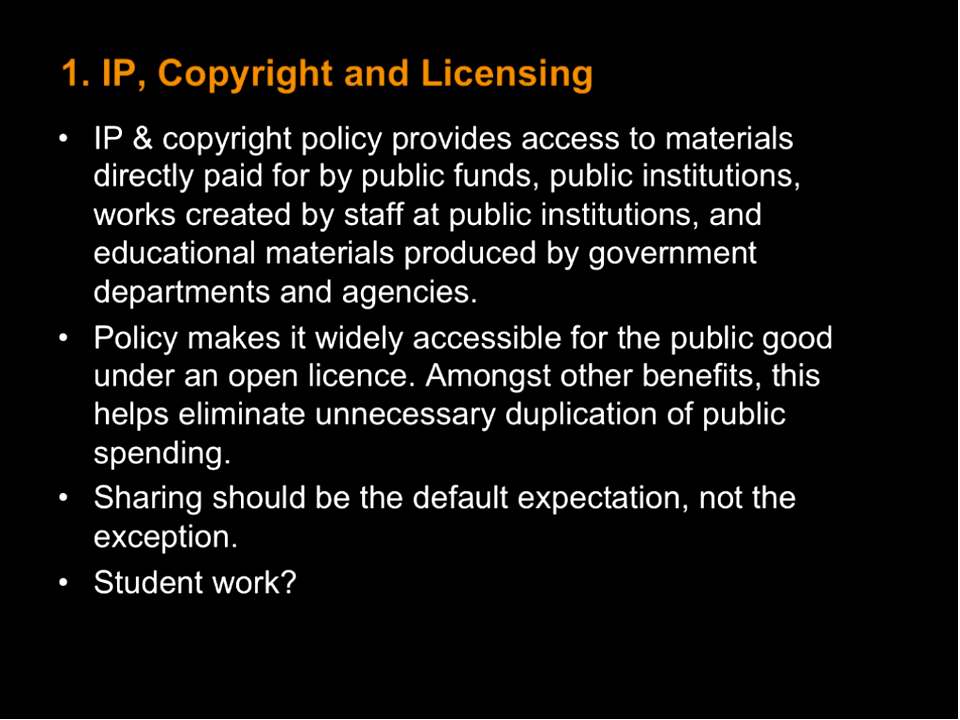 1. IP, Copyright and Licensing
• IP & copyright policy provides access to materials
directly paid for by public funds, public institutions,
works created by staff at public institutions, and
educational materials produced by government
departments and agencies.
• Policy makes it widely accessible for the public good
under an open licence. Amongst other benefits, this
helps eliminate unnecessary duplication of public
spending.
• Sharing should be the default expectation, not the
exception.
• Student work?